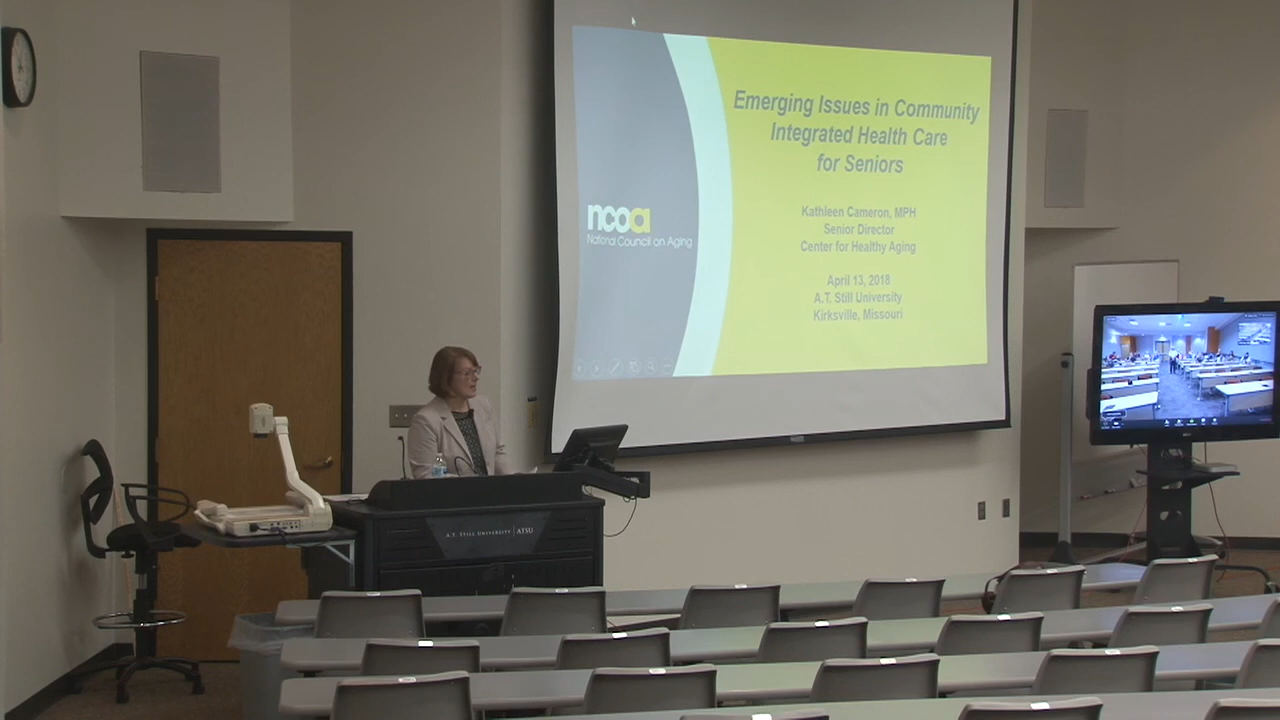 Emerging Issues in Community
Integrated Health Care
for Seniors
ncoa
National Council on Aging
Kathleen Cameron, MPH
Senior Director
Center for Healthy Aging
April 13, 2018
A.T. Still University
Kirksville, Missouri
A.T. STILL UNIVERSITY | ATSU